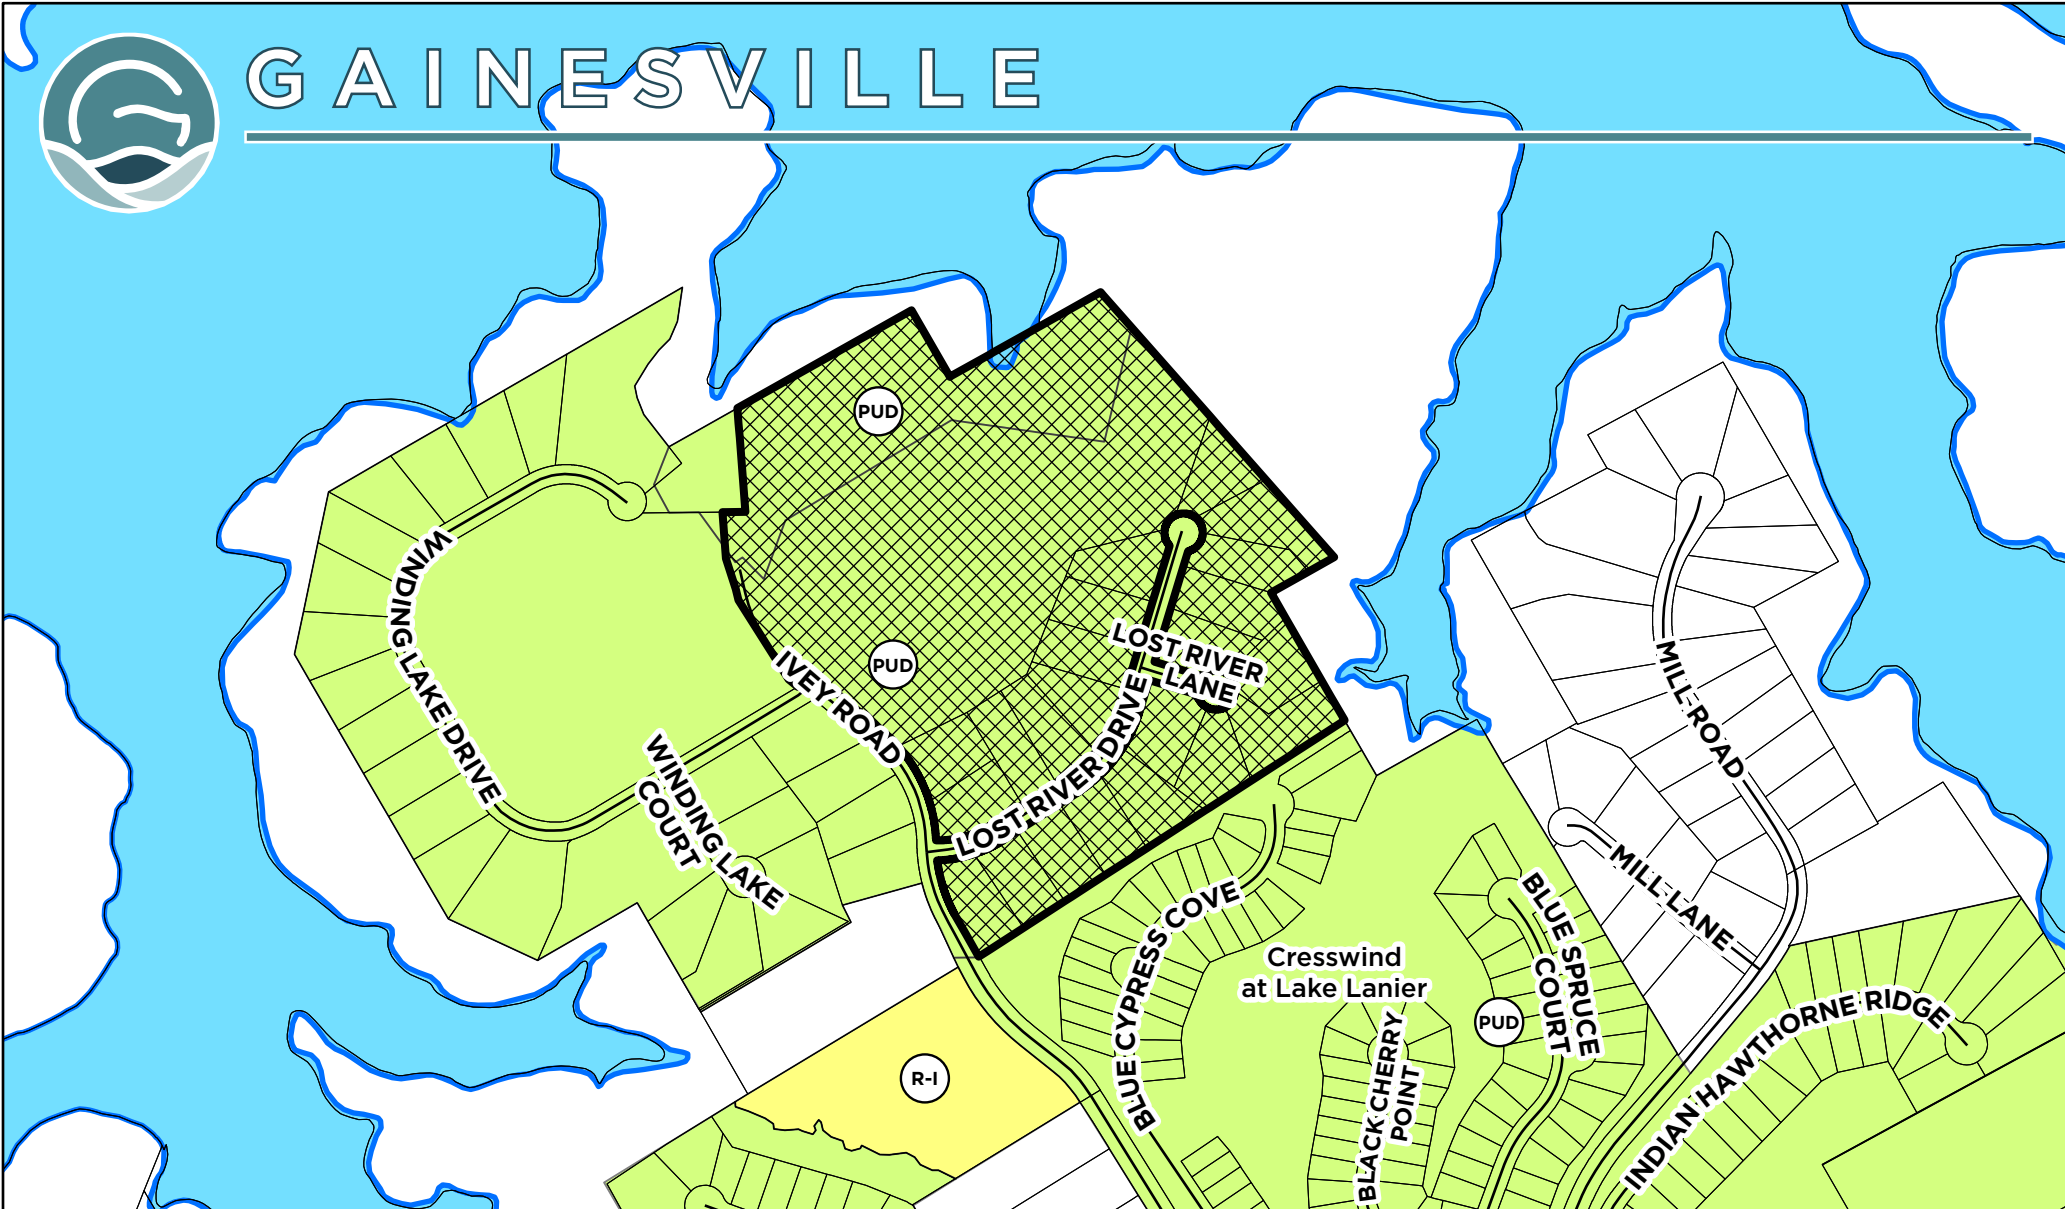 GAINESVILLE
PUD
WINDING LAKE DRIVE
IVEY ROAD
PUD
LOST RIVER
LANE
LOST RIVER DRIVE
WINDING LAKE
COURT
MILL ROAD
MILL LANE
BLUE CYPRESS COVE
Cresswind
at Lake Lanier
BLUE SPRUCE
COURT
PUD
BLACK CHERRY
POINT
INDIAN HAWTHORNE RIDGE
R-I